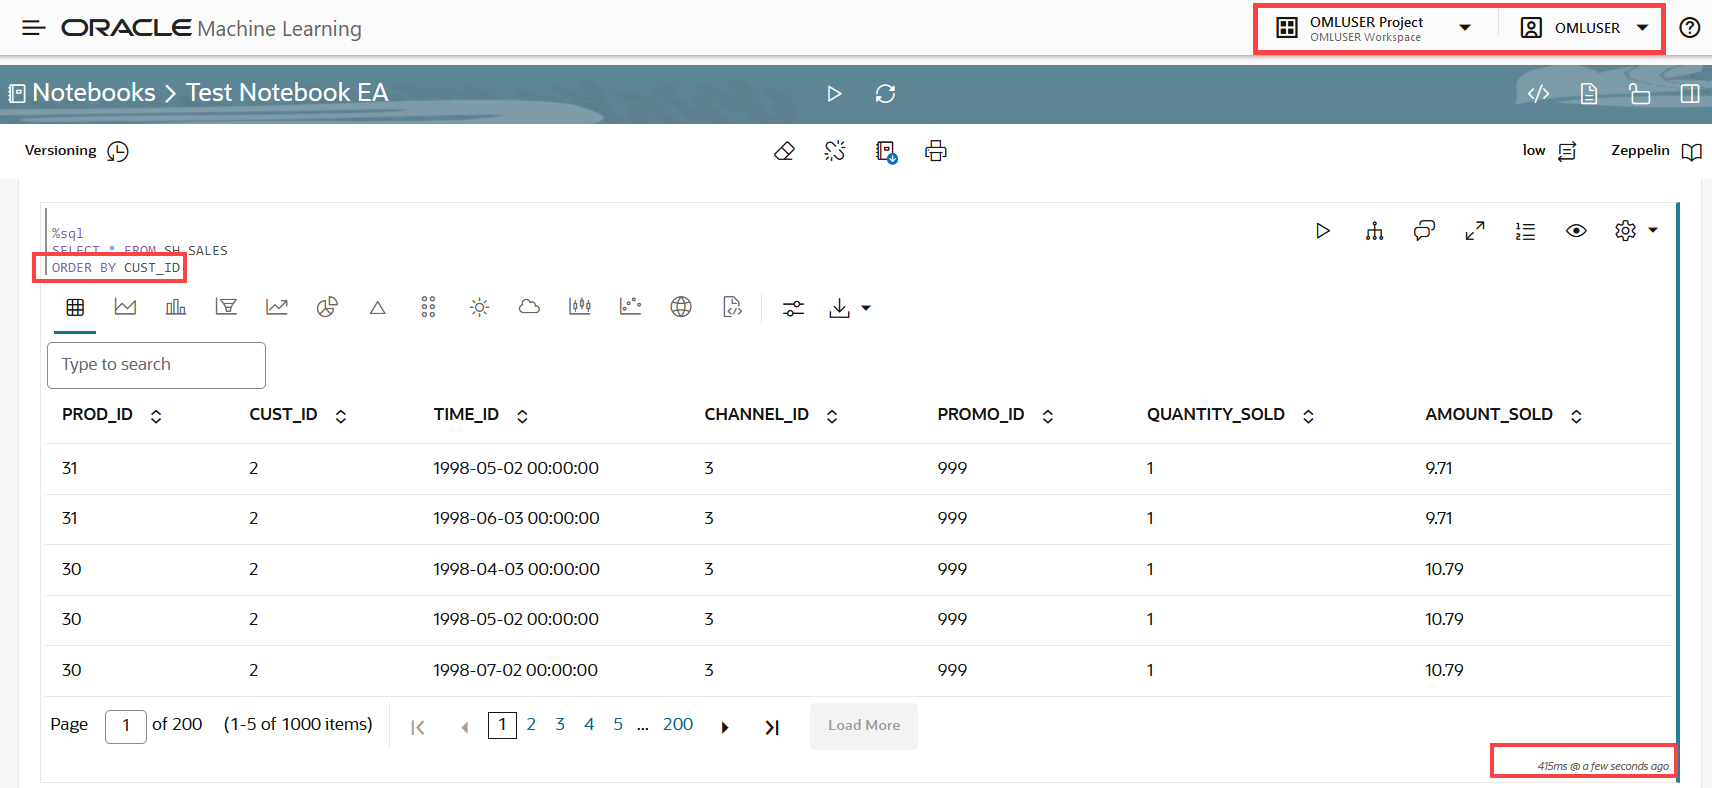 ORACLE Machine Learning
OMLUSER Project
OMLUSER Workspace
OMLUSER
Notebooks > Test Notebook EA
Versioning
low
Zeppelin
%sql
SELECT * FROM SH.SALES
ORDER BY CUST_ID
Type to search
PROD_ID CUST_ID TIME_ID CHANNEL_ID PROMO_ID QUANTITY_SOLD AMOUNT_SOLD
31 2 1998-05-02 00:00:00 3 999 1 9.71
31 2 1998-06-03 00:00:00 3 999 1 9.71
30 2 1998-04-03 00:00:00 3 999 1 10.79
30 2 1998-05-02 00:00:00 3 999 1 10.79
30 2 1998-07-02 00:00:00 3 999 1 10.79
Page 1 of 200 (1-5 of 1000 items) 1 2 3 4 5 ... 200 Load More
415ms @ a few seconds ago